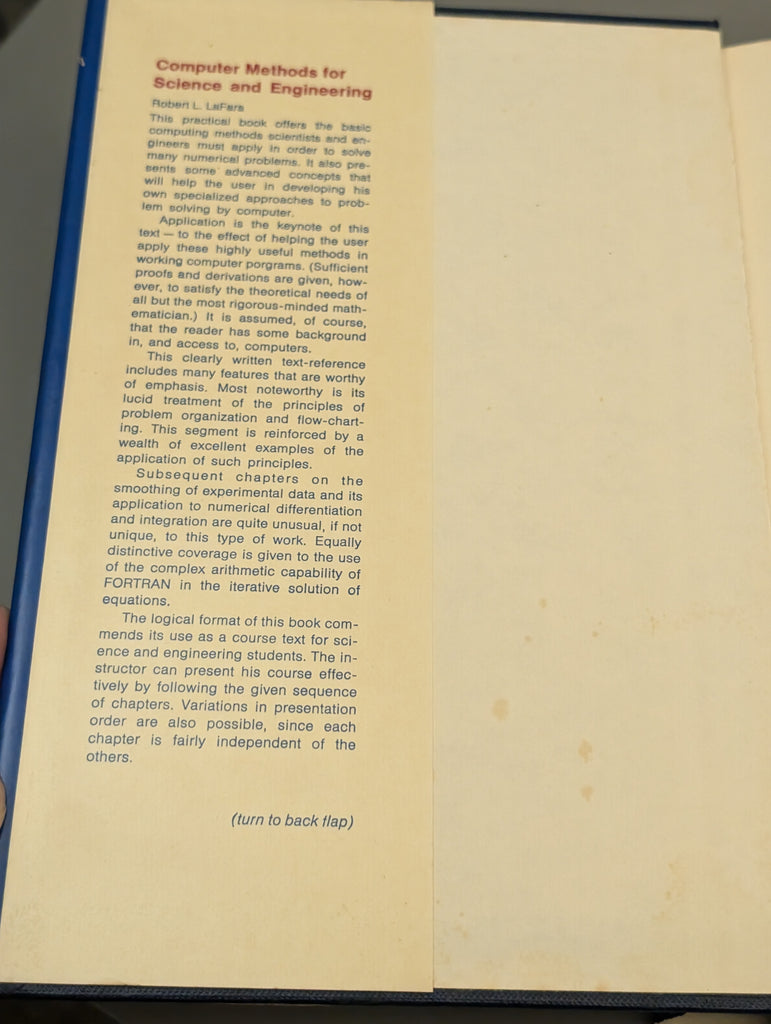 Computer Methods for
Science and Engineering
Robert L. LaFara
This practical book offers the basic
computing methods scientists and en-
gineers must apply in order to solve
many numerical problems. It also pre-
sents some advanced concepts that
will help the user in developing his
own specialized approaches to prob-
lem solving by computer.
Application is the keynote of this
text — to the effect of helping the user
apply these highly useful methods in
working computer porgrams. (Sufficient
proofs and derivations are given, how-
ever, to satisfy the theoretical needs of
all but the most rigorous-minded math-
ematician.) It is assumed, of course,
that the reader has some background
in, and access to, computers.
This clearly written text-reference
includes many features that are worthy
of emphasis. Most noteworthy is its
lucid treatment of the principles of
problem organization and flow-chart-
ing. This segment is reinforced by a
wealth of excellent examples of the
application of such principles.
Subsequent chapters on the
smoothing of experimental data and its
application to numerical differentiation
and integration are quite unusual, if not
unique, to this type of work. Equally
distinctive coverage is given to the use
of the complex arithmetic capability of
FORTRAN in the iterative solution of
equations.
The logical format of this book com-
mends its use as a course text for sci-
ence and engineering students. The in-
structor can present his course effec-
tively by following the given sequence
of chapters. Variations in presentation
order are also possible, since each
chapter is fairly independent of the
others.
(turn to back flap)